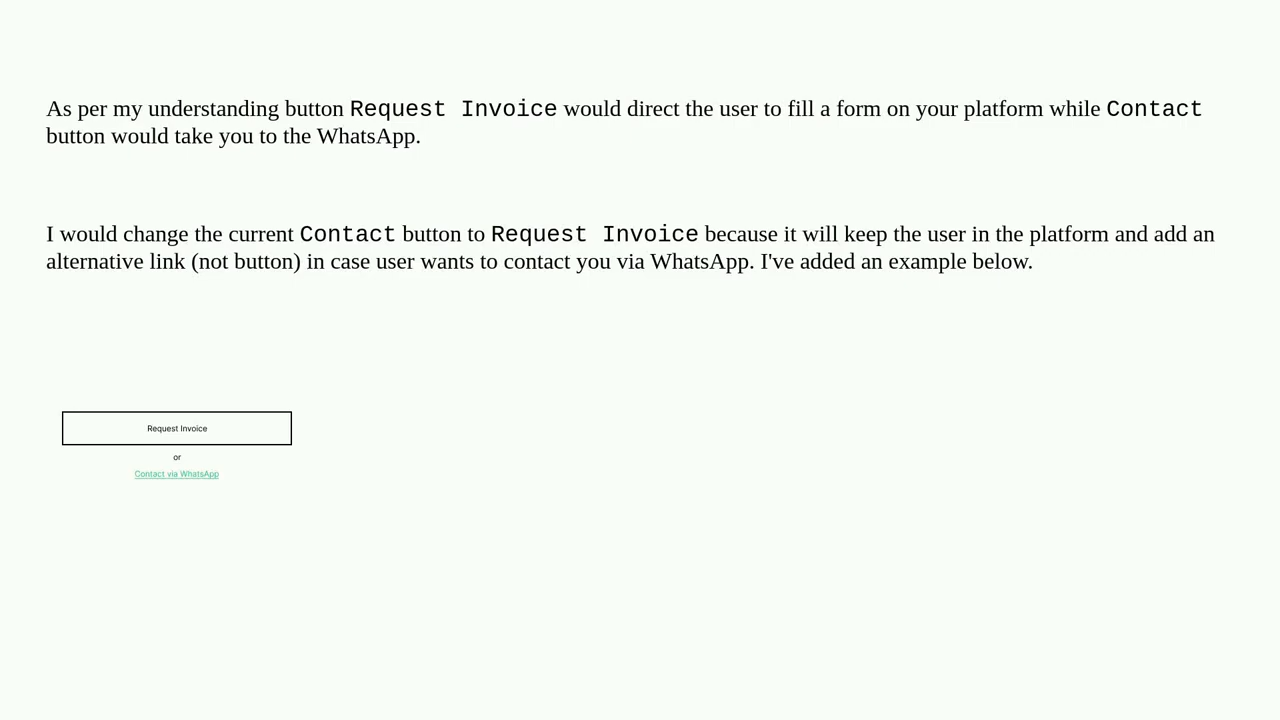 As per my understanding button Request Invoice would direct the user to fill a form on your platform while Contact
button would take you to the WhatsApp.
I would change the current Contact button to Request Invoice because it will keep the user in the platform and add an
alternative link (not button) in case user wants to contact you via WhatsApp. I've added an example below.
Request Invoice
or
Contact via WhatsApp